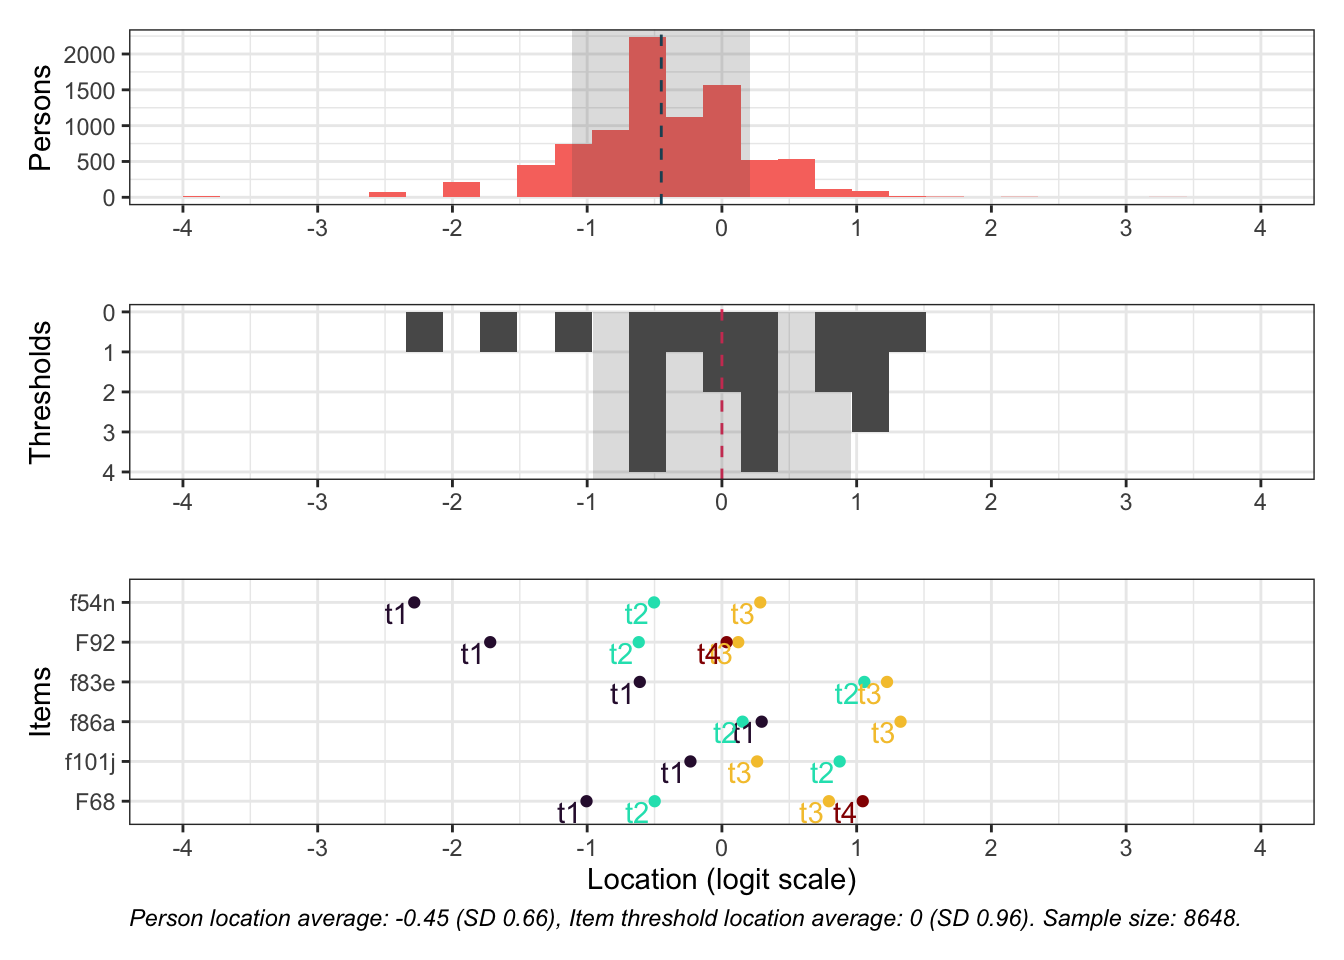 Persons
2000
1500
1000
500
0
-4 -3 -2 -1 0 1 2 3 4
Thresholds
0
1
2
3
4
-4 -3 -2 -1 0 1 2 3 4
Items
f54n t1 t2 t3
F92 t1 t2 t4 t3
f83e t1 t2 t3
f86a t2 t1 t3
f101j t1 t3 t2
F68 t1 t2 t3 t4
-4 -3 -2 -1 0 1 2 3 4
Location (logit scale)
Person location average: -0.45 (SD 0.66), Item threshold location average: 0 (SD 0.96). Sample size: 8648.